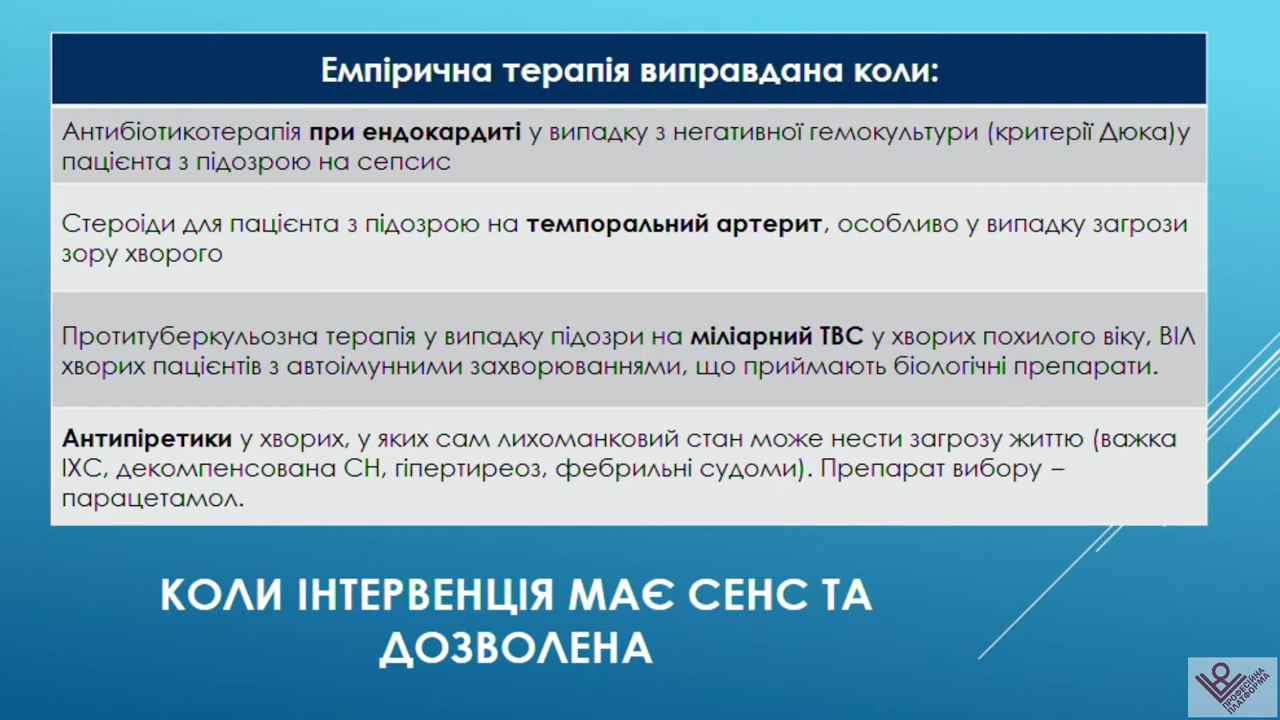 Емпірична терапія виправдана коли:
Антибіотикотерапія при ендокардиті у випадку з негативної гемокультури (критерії Дюка)у
пацієнта з підозрою на сепсис
Стероїди для пацієнта з підозрою на темпоральний артерит, особливо у випадку загрози
зору хворого
Протитуберкульозна терапія у випадку підозри на міліарний ТВС у хворих похилого віку, ВІЛ
хворих пацієнтів з автоімунними захворюваннями, що приймають біологічні препарати.
Антипіретики у хворих, у яких сам лихоманковий стан може нести загрозу життю (важка
ІХС, декомпенсована СН, гіпертиреоз, фебрильні судоми). Препарат вибору –
парацетамол.
КОЛИ ІНТЕРВЕНЦІЯ МАЄ СЕНС ТА
ДОЗВОЛЕНА
ПРОФЕСІЙНА
ПЛАТФОРМА